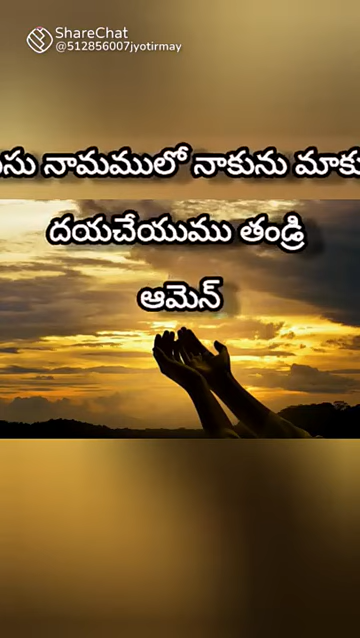 ShareChat
@512856007jyotirmay
నామములో నాకును
దయచేయుము తండ్రి
ఆమెన్